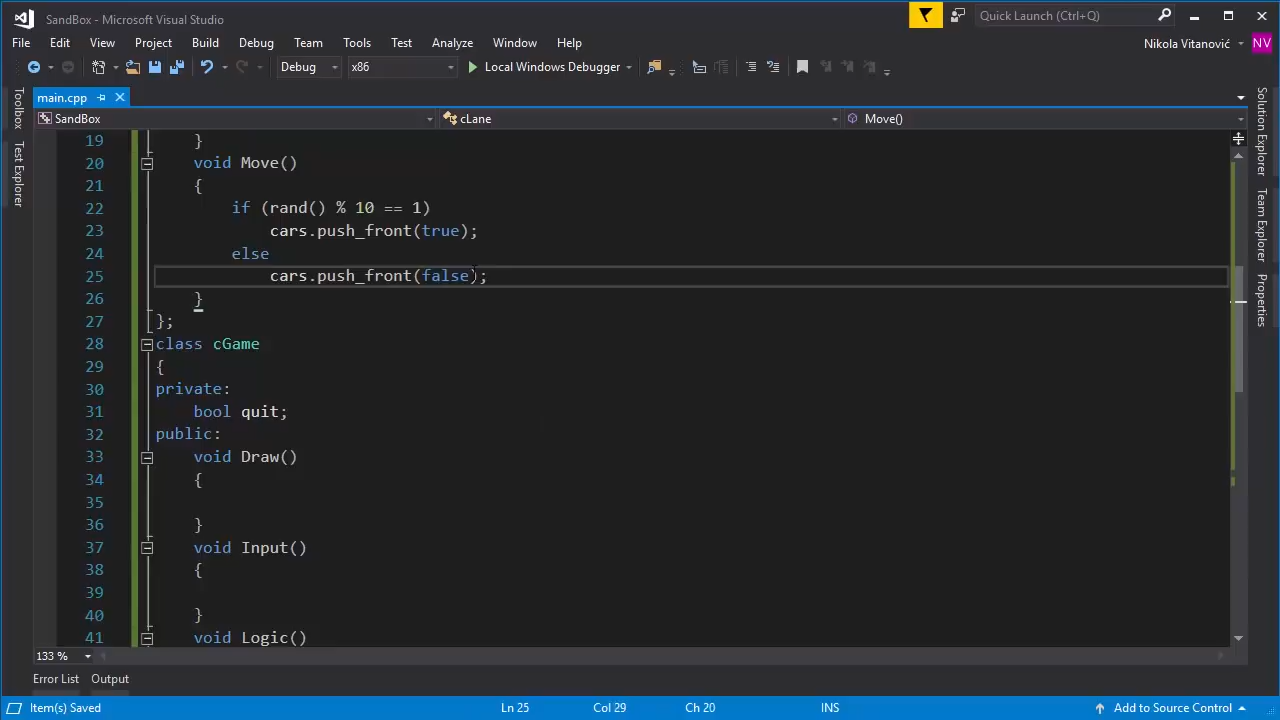 SandBox - Microsoft Visual Studio
Quick Launch (Ctrl+Q)
File Edit View Project Build Debug Team Tools Test Analyze Window Help
Nikola Vitanović NV
Debug x86 Local Windows Debugger
main.cpp
SandBox cLane Move()
Toolbox
Test Explorer
Solution Explorer
Team Explorer
Properties
19 }
20 void Move()
21 {
22 if (rand() % 10 == 1)
23 cars.push_front(true);
24 else
25 cars.push_front(false);
26 }
27 };
28 class cGame
29 {
30 private:
31 bool quit;
32 public:
33 void Draw()
34 {
35
36 }
37 void Input()
38 {
39
40 }
41 void Logic()
133 %
Error List Output
Item(s) Saved Ln 25 Col 29 Ch 20 INS Add to Source Control